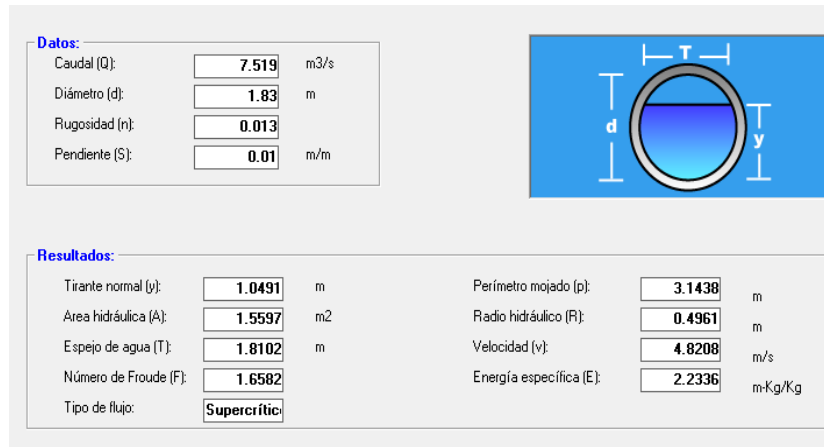 Datos:
Caudal (Q): 7.519 m3/s
Diámetro (d): 1.83 m
Rugosidad (n): 0.013
Pendiente (S): 0.01 m/m
T
d
y
Resultados:
Tirante normal (y): 1.0491 m Perímetro mojado (p): 3.1438 m
Area hidráulica (A): 1.5597 m2 Radio hidráulico (R): 0.4961 m
Espejo de agua (T): 1.8102 m Velocidad (v): 4.8208 m/s
Número de Froude (F): 1.6582 Energía específica (E): 2.2336 m-Kg/Kg
Tipo de flujo: Supercrític